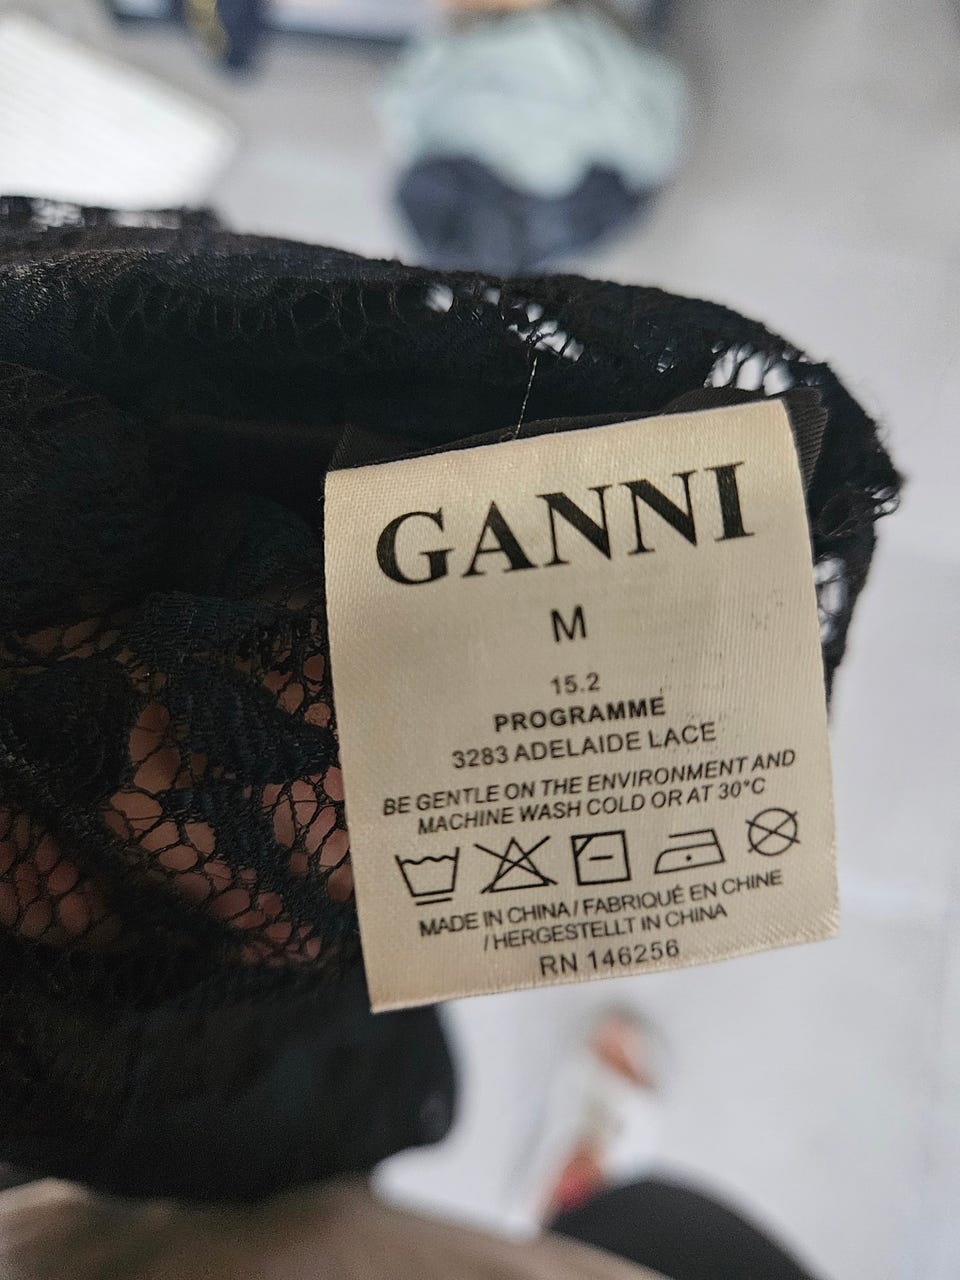 GANNI
M
15.2
PROGRAMME
3283 ADELAIDE LACE
BE GENTLE ON THE ENVIRONMENT AND
MACHINE WASH COLD OR AT 30°C
MADE IN CHINA / FABRIQUÉ EN CHINE
/ HERGESTELLT IN CHINA
RN 146256